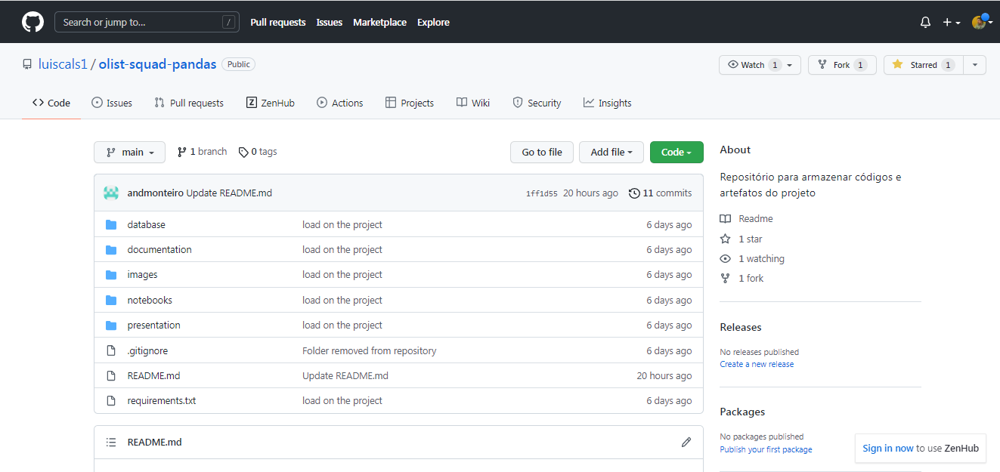 Search or jump to... /
Pull requests Issues Marketplace Explore
luiscals1 / olist-squad-pandas Public
Watch 1 Fork 1 Starred 1
Code Issues Pull requests Z ZenHub Actions Projects Wiki Security Insights
main 1 branch 0 tags Go to file Add file Code
andmonteiro Update README.md 1ff1d55 20 hours ago 11 commits
database load on the project 6 days ago
documentation load on the project 6 days ago
images load on the project 6 days ago
notebooks load on the project 6 days ago
presentation load on the project 6 days ago
.gitignore Folder removed from repository 6 days ago
README.md Update README.md 20 hours ago
requirements.txt load on the project 6 days ago
README.md
About
Repositório para armazenar códigos e
artefatos do projeto
Readme
1 star
1 watching
1 fork
Releases
No releases published
Create a new release
Packages
No packages published
Publish your first package
Sign in now to use ZenHub